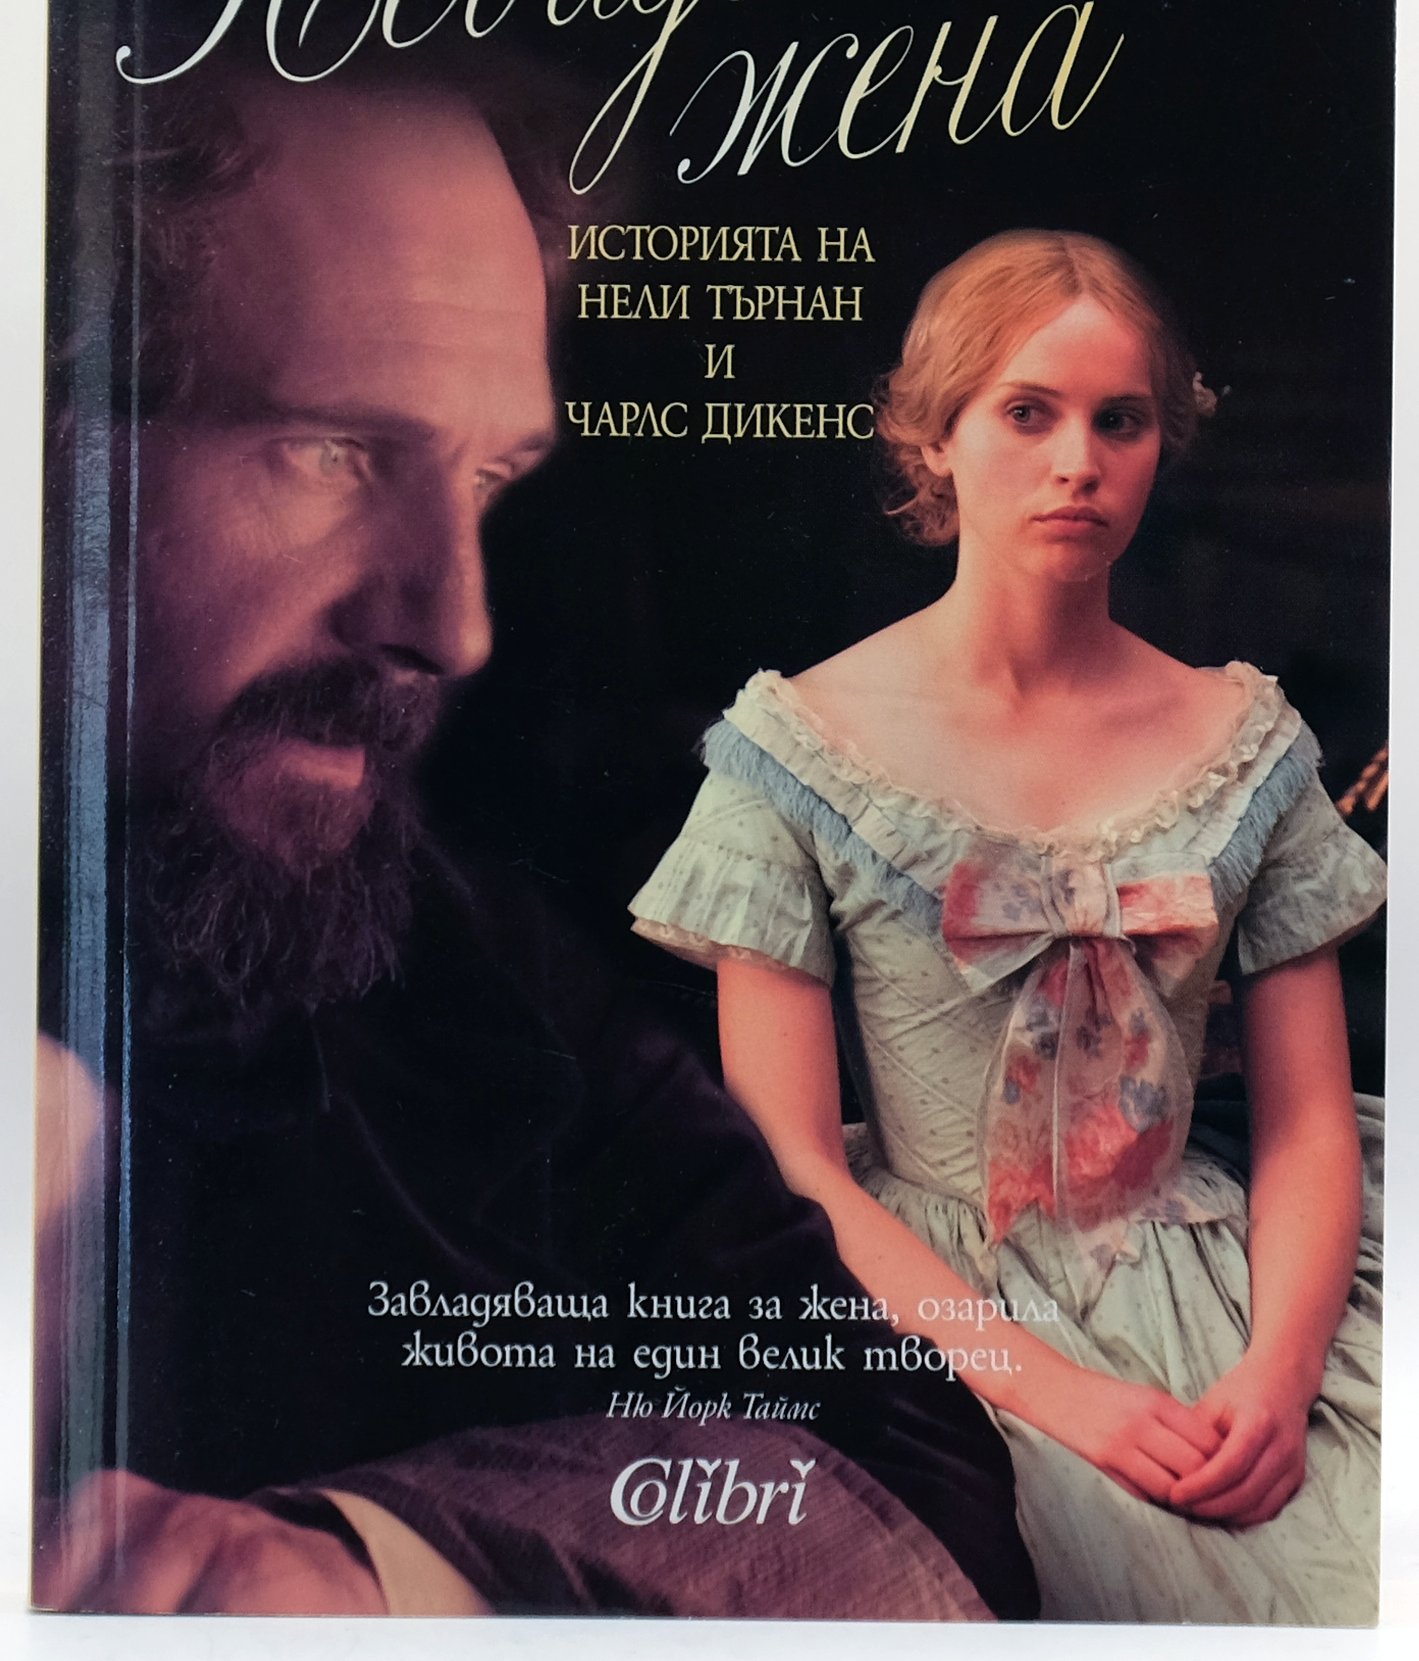 жена
ИСТОРИЯТА НА
НЕЛИ ТЪРНАН
И
ЧАРЛС ДИКЕНС
Завладяваща книга за жена, озарила
живота на един велик творец.
Ню Йорк Таймс
Colibri